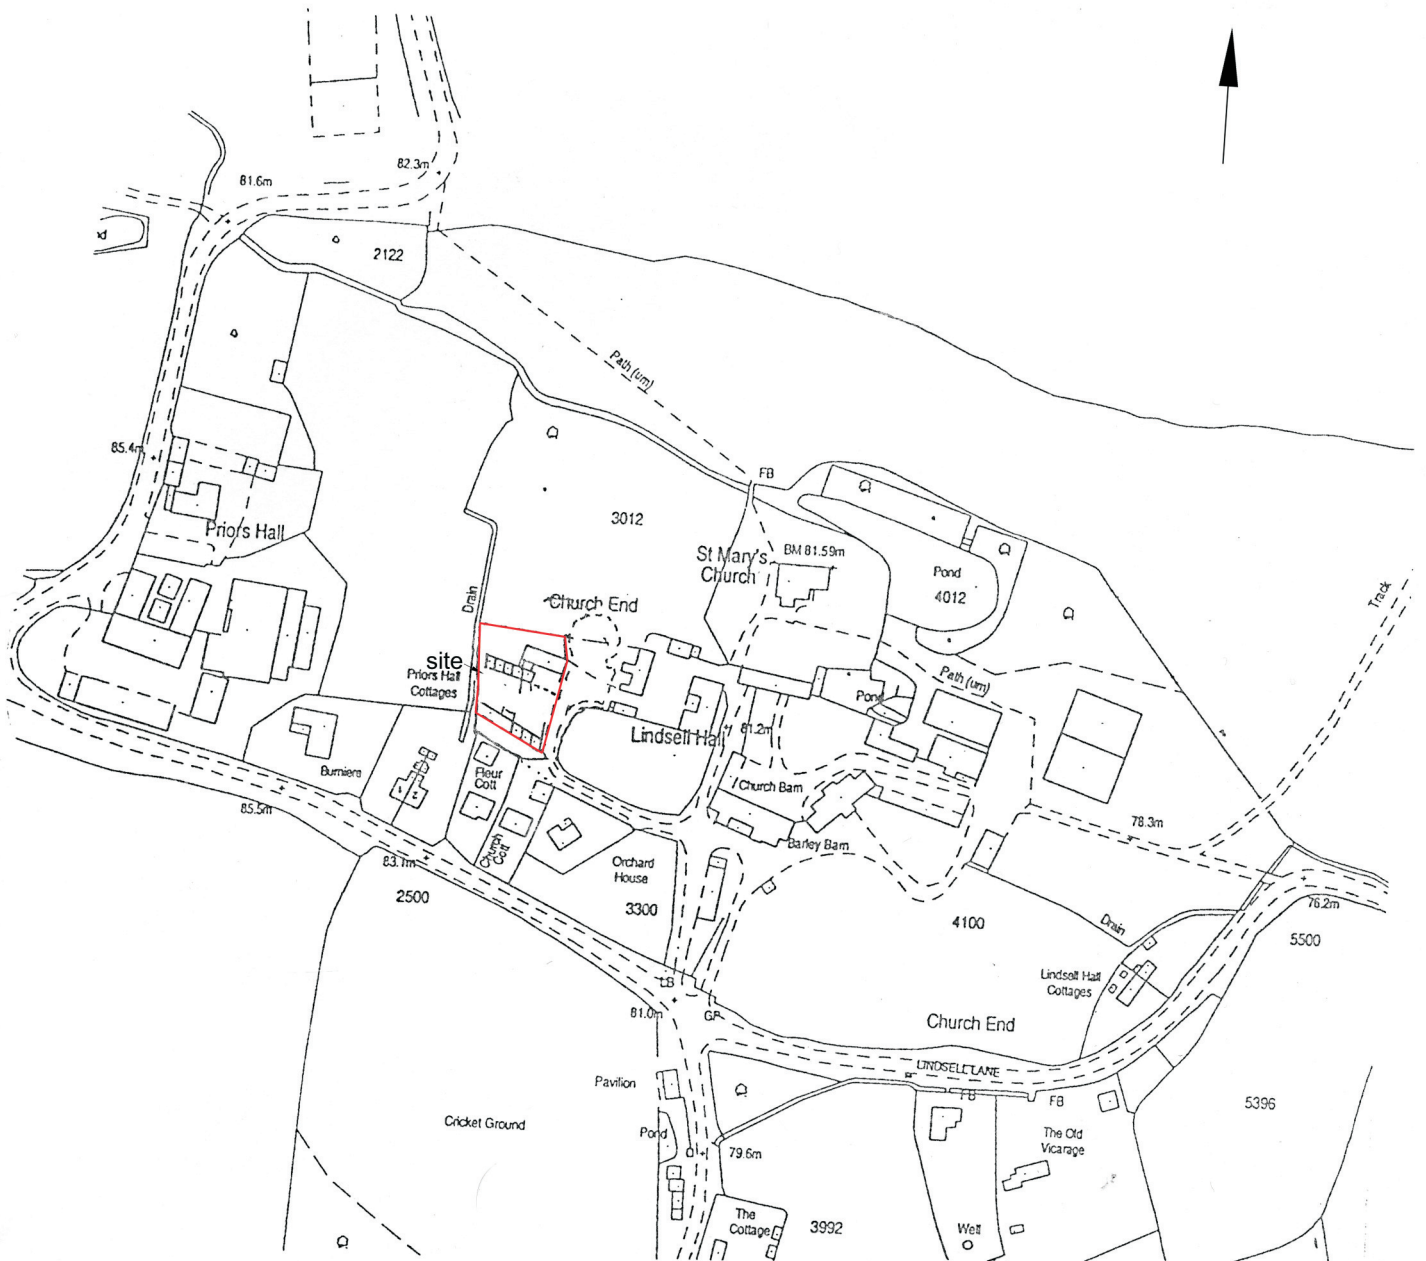 82.3m
81.6m
2122
Path (um)
85.4m
FB
3012
Priors Hall
St Mary's
Church
BM 81.59m
Pond
4012
Track
Drain
Church End
site
Priors Hall
Cottages
Path (um)
Pond
81.2m
Lindsell Hall
Burniere
Fleur
Cott
1 2
Church Barn
85.5m
78.3m
Barley Barn
Church
Cott
83.1m
Orchard
House
2500
3300
4100
Drain
76.2m
5500
Lindsell Hall
Cottages
LB
81.0m
GP
Church End
LINDSELL LANE
Pavilion
FB
FB
5396
Cricket Ground
Pond
The Old
Vicarage
79.6m
The
Cottage
3992
Well